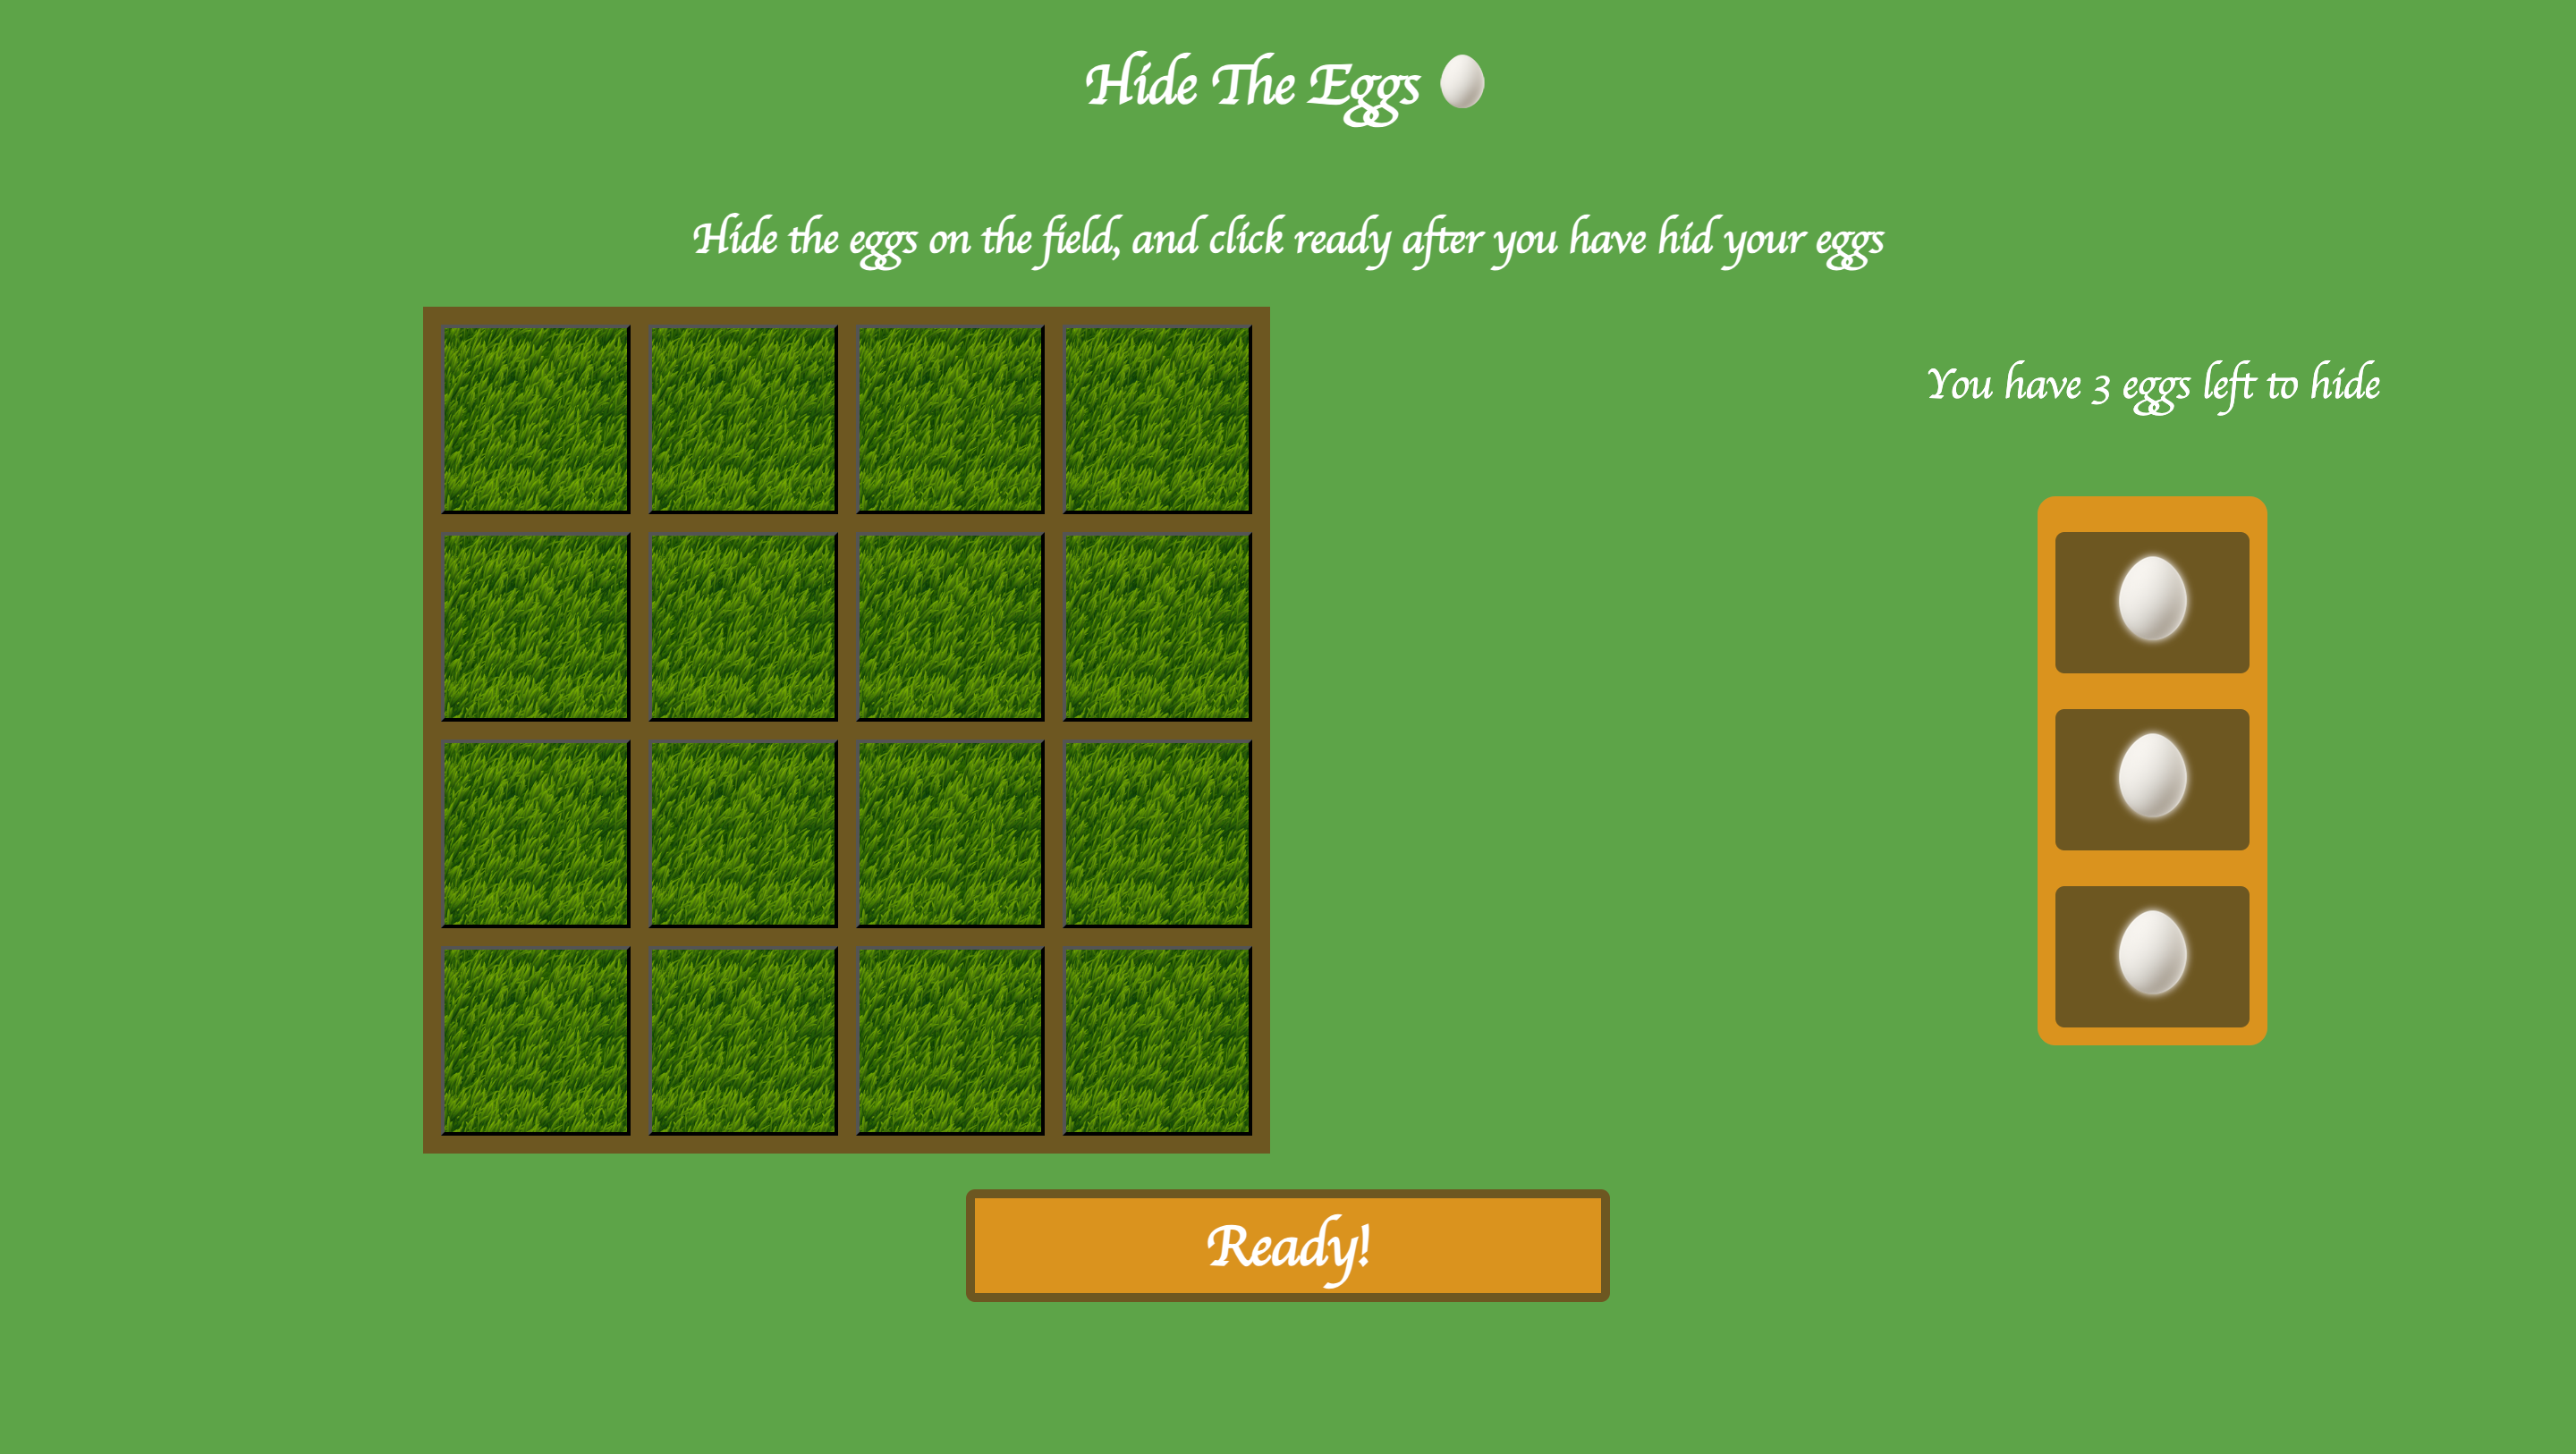 Hide The Eggs
Hide the eggs on the field, and click ready after you have hid your eggs
You have 3 eggs left to hide
Ready!